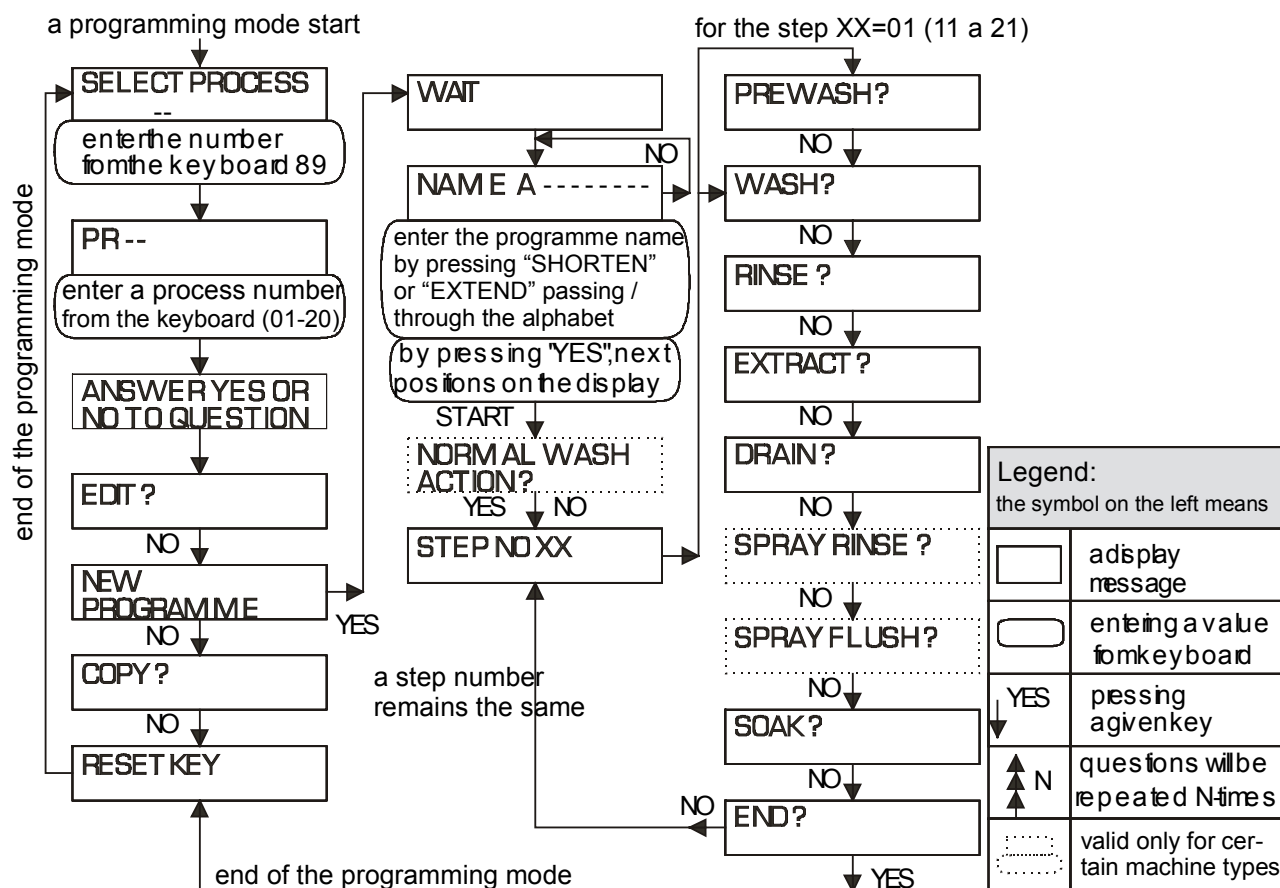 a programming mode start
SELECT PROCESS
--
enter the number
from the keyboard 89
PR --
enter a process number
from the keyboard (01-20)
ANSWER YES OR
NO TO QUESTION
EDIT ?
NO
NEW
PROGRAMME
YES
NO
COPY ?
NO
RESET KEY
end of the programming mode
end of the programming mode
WAIT
NO
NAME A --------
enter the programme name
by pressing “SHORTEN”
or “EXTEND” passing /
through the alphabet
by pressing "YES", next
positions on the display
START
NORMAL WASH
ACTION?
YES NO
STEP NO XX
a step number
remains the same
for the step XX=01 (11 a 21)
PREWASH ?
NO
WASH?
NO
RINSE ?
NO
EXTRACT ?
NO
DRAIN ?
NO
SPRAY RINSE ?
NO
SPRAY FLUSH ?
NO
SOAK ?
NO
END ?
NO
YES
Legend:
the symbol on the left means
a display
message
entering a value
from keyboard
YES
pressing
a given key
N
questions will be
repeated N-times
valid only for cer-
tain machine types